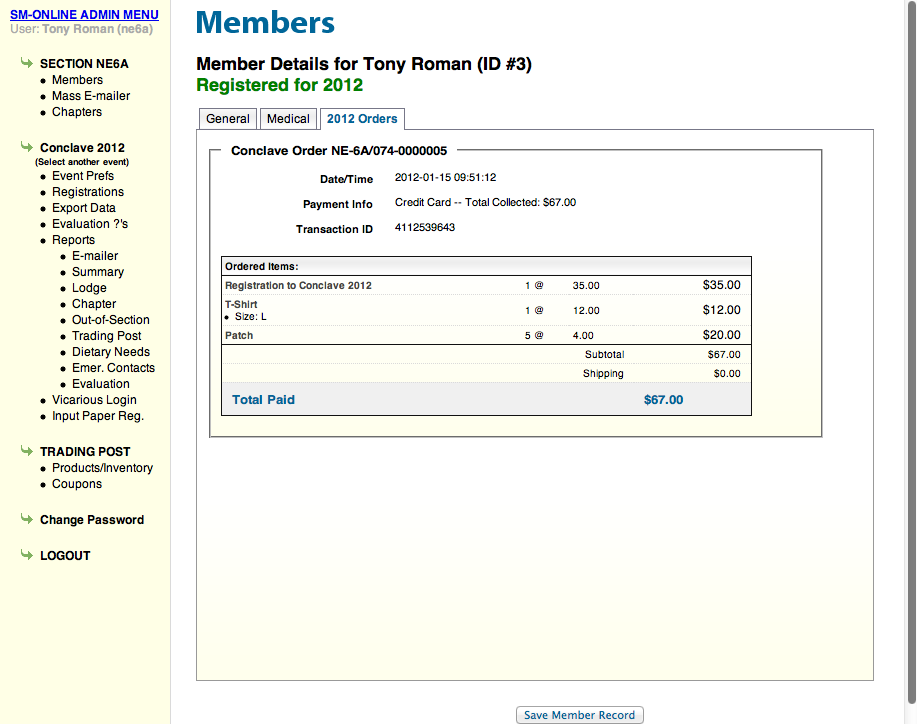 SM-ONLINE ADMIN MENU
User: Tony Roman (ne6a)
SECTION NE6A
Members
Mass E-mailer
Chapters
Conclave 2012
(Select another event)
Event Prefs
Registrations
Export Data
Evaluation ?'s
Reports
E-mailer
Summary
Lodge
Chapter
Out-of-Section
Trading Post
Dietary Needs
Emer. Contacts
Evaluation
Vicarious Login
Input Paper Reg.
TRADING POST
Products/Inventory
Coupons
Change Password
LOGOUT
Members
Member Details for Tony Roman (ID #3)
Registered for 2012
General Medical 2012 Orders
Conclave Order NE-6A/074-0000005
Date/Time 2012-01-15 09:51:12
Payment Info Credit Card -- Total Collected: $67.00
Transaction ID 4112539643
Ordered Items:
Registration to Conclave 2012 1 @ 35.00 $35.00
T-Shirt
Size: L 1 @ 12.00 $12.00
Patch 5 @ 4.00 $20.00
Subtotal $67.00
Shipping $0.00
Total Paid $67.00
Save Member Record